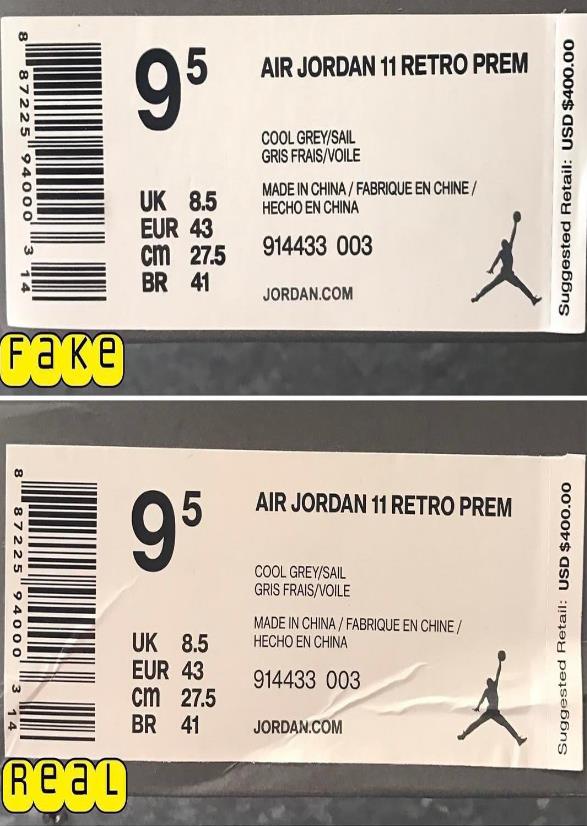 8 87225 94000 3 14
9⁵
AIR JORDAN 11 RETRO PREM
COOL GREY/SAIL
GRIS FRAIS/VOILE
MADE IN CHINA / FABRIQUE EN CHINE /
HECHO EN CHINA
UK 8.5
EUR 43
cm 27.5
BR 41
914433 003
JORDAN.COM
Suggested Retail: USD $400.00
Fake
8 87225 94000 3 14
9⁵
AIR JORDAN 11 RETRO PREM
COOL GREY/SAIL
GRIS FRAIS/VOILE
MADE IN CHINA / FABRIQUE EN CHINE /
HECHO EN CHINA
UK 8.5
EUR 43
cm 27.5
BR 41
914433 003
JORDAN.COM
Suggested Retail: USD $400.00
ReaL